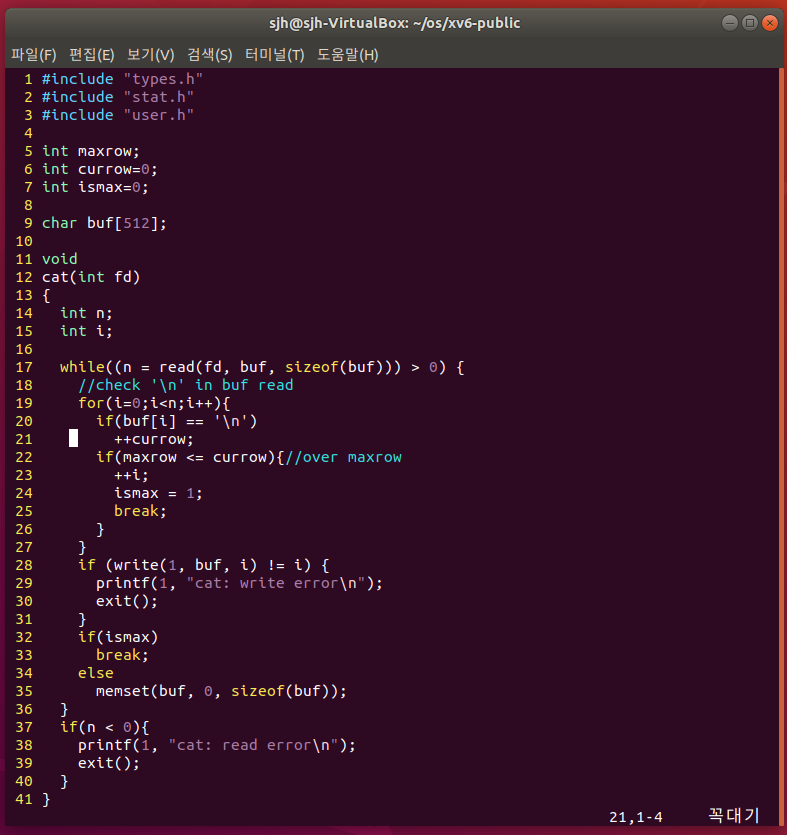 sjh@sjh-VirtualBox: ~/os/xv6-public
파일(F) 편집(E) 보기(V) 검색(S) 터미널(T) 도움말(H)
1 #include "types.h"
2 #include "stat.h"
3 #include "user.h"
4
5 int maxrow;
6 int currow=0;
7 int ismax=0;
8
9 char buf[512];
10
11 void
12 cat(int fd)
13 {
14   int n;
15   int i;
16
17   while((n = read(fd, buf, sizeof(buf))) > 0) {
18     //check '\n' in buf read
19     for(i=0;i<n;i++){
20       if(buf[i] == '\n')
21         ++currow;
22       if(maxrow <= currow){//over maxrow
23         ++i;
24         ismax = 1;
25         break;
26       }
27     }
28     if (write(1, buf, i) != i) {
29       printf(1, "cat: write error\n");
30       exit();
31     }
32     if(ismax)
33       break;
34     else
35       memset(buf, 0, sizeof(buf));
36   }
37   if(n < 0){
38     printf(1, "cat: read error\n");
39     exit();
40   }
41 }
21,1-4 꼭대기